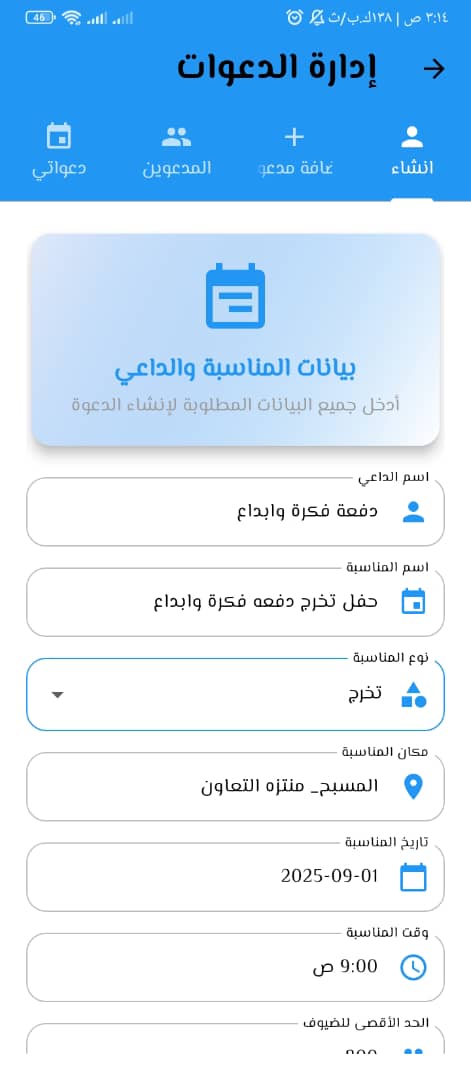 ٣:١٤ ص | ١٣٨ك.ب/ث
46
إدارة الدعوات
انشاء
ضافة مدعو
المدعوين
دعواتي
بيانات المناسبة والداعي
أدخل جميع البيانات المطلوبة لإنشاء الدعوة
اسم الداعي
دفعة فكرة وابداع
اسم المناسبة
حفل تخرج دفعه فكرة وابداع
نوع المناسبة
تخرج
مكان المناسبة
المسبح_ منتزه التعاون
تاريخ المناسبة
2025-09-01
وقت المناسبة
9:00 ص
الحد الأقصى للضيوف